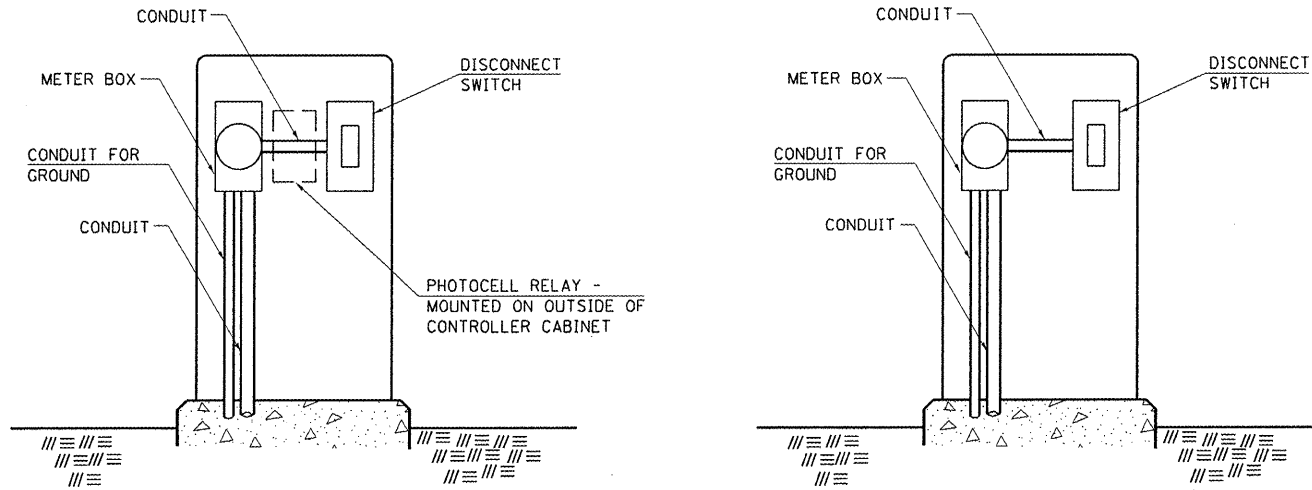 CONDUIT
METER BOX
DISCONNECT
SWITCH
CONDUIT FOR
GROUND
CONDUIT
PHOTOCELL RELAY -
MOUNTED ON OUTSIDE OF
CONTROLLER CABINET
CONDUIT
METER BOX
DISCONNECT
SWITCH
CONDUIT FOR
GROUND
CONDUIT